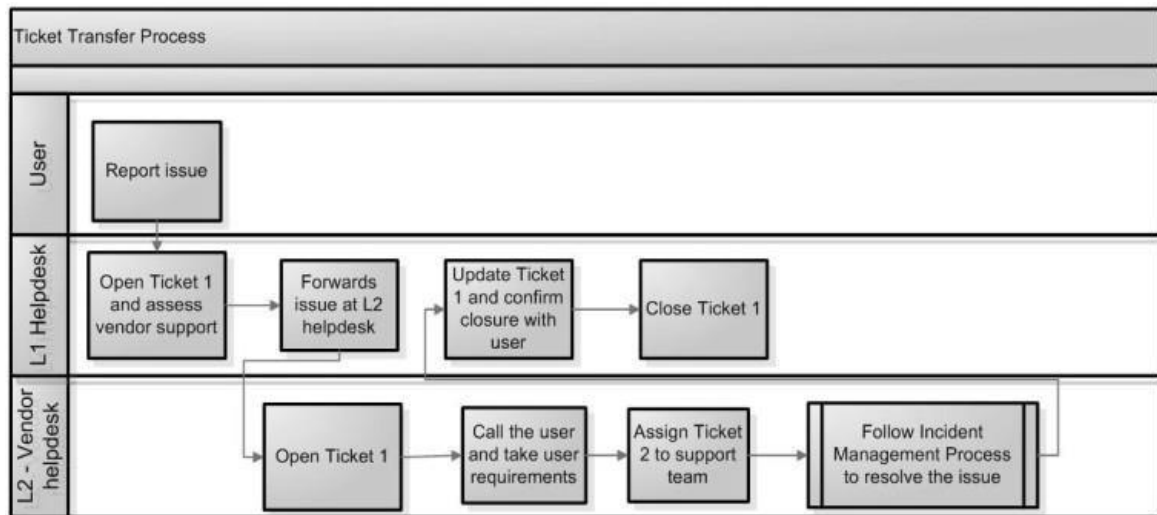 Ticket Transfer Process
User
Report issue
L1 Helpdesk
Open Ticket 1
and assess
vendor support
Forwards
issue at L2
helpdesk
Update Ticket
1 and confirm
closure with
user
Close Ticket 1
L2 - Vendor
helpdesk
Open Ticket 1
Call the user
and take user
requirements
Assign Ticket
2 to support
team
Follow Incident
Management Process
to resolve the issue